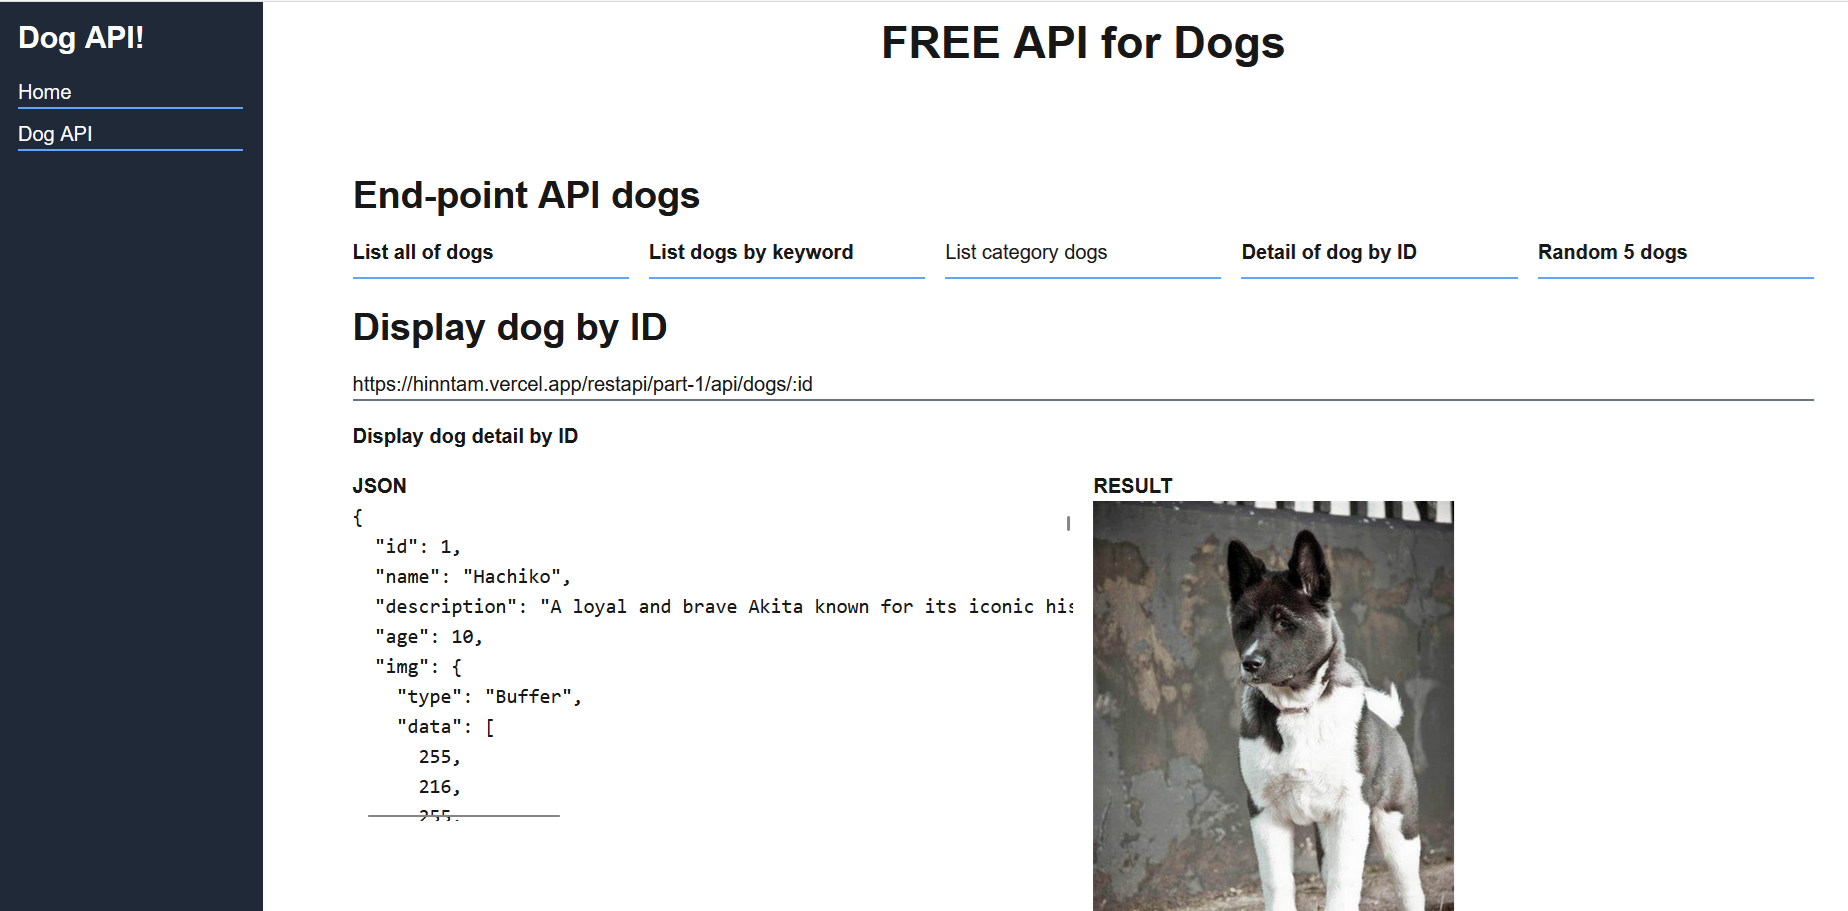 Dog API!
Home
Dog API
FREE API for Dogs
End-point API dogs
List all of dogs
List dogs by keyword
List category dogs
Detail of dog by ID
Random 5 dogs
Display dog by ID
https://hinntam.vercel.app/restapi/part-1/api/dogs/:id
Display dog detail by ID
JSON
{
"id": 1,
"name": "Hachiko",
"description": "A loyal and brave Akita known for its iconic his
"age": 10,
"img": {
"type": "Buffer",
"data": [
255,
216,
255,
RESULT